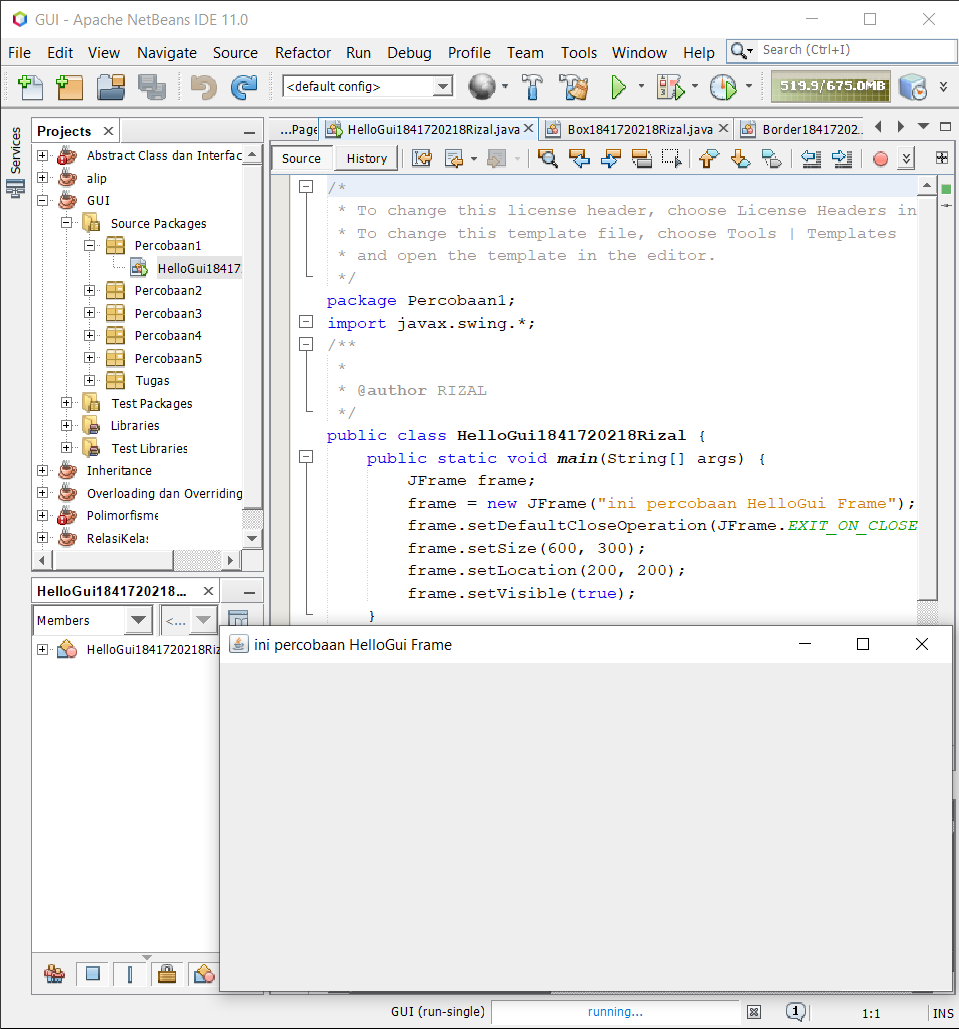 GUI - Apache NetBeans IDE 11.0
File Edit View Navigate Source Refactor Run Debug Profile Team Tools Window Help Search (Ctrl+I)
<default config> 519.9/675.0MB
Services
Projects
Abstract Class dan Interfac
alip
GUI
Source Packages
Percobaan1
HelloGui18417
Percobaan2
Percobaan3
Percobaan4
Percobaan5
Tugas
Test Packages
Libraries
Test Libraries
Inheritance
Overloading dan Overriding
Polimorfisme
RelasiKelas
HelloGui1841720218...
Members <...
HelloGui1841720218Riz
...Page HelloGui1841720218Rizal.java Box1841720218Rizal.java Border18417202...
Source History
/*
* To change this license header, choose License Headers in
* To change this template file, choose Tools | Templates
* and open the template in the editor.
*/
package Percobaan1;
import javax.swing.*;
/**
*
* @author RIZAL
*/
public class HelloGui1841720218Rizal {
public static void main(String[] args) {
JFrame frame;
frame = new JFrame("ini percobaan HelloGui Frame");
frame.setDefaultCloseOperation(JFrame.EXIT_ON_CLOSE
frame.setSize(600, 300);
frame.setLocation(200, 200);
frame.setVisible(true);
}
ini percobaan HelloGui Frame
GUI (run-single) running... 1:1 INS